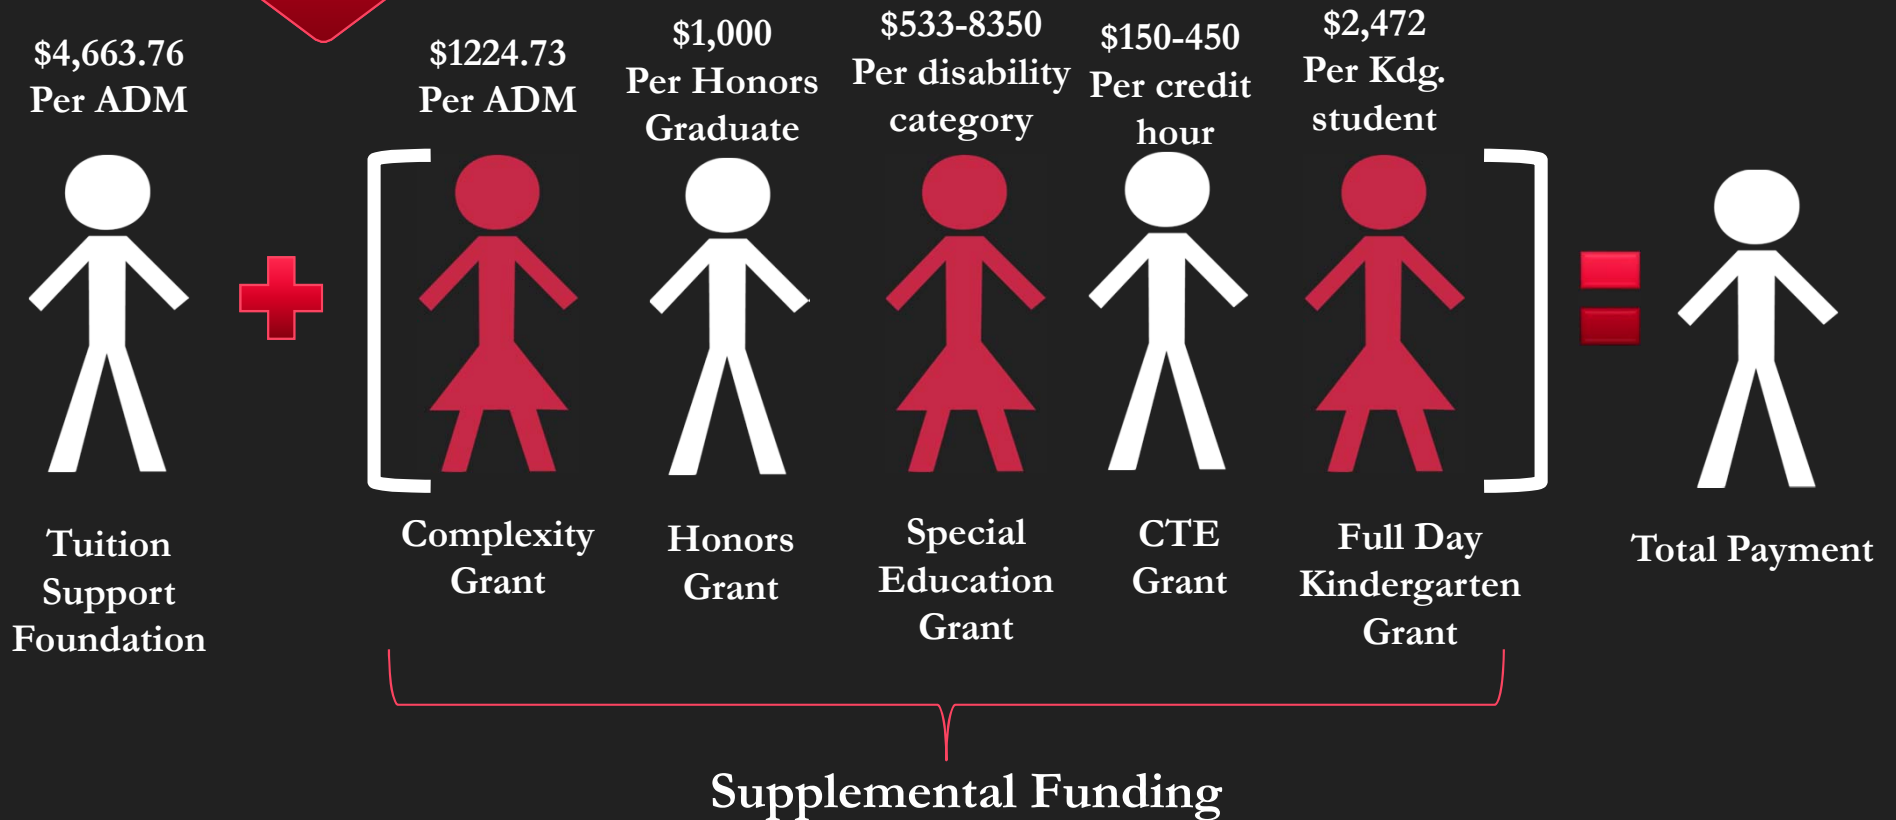 $4,663.76
Per ADM
$1224.73
Per ADM
$1,000
Per Honors
Graduate
$533-8350
Per disability
category
$150-450
Per credit
hour
$2,472
Per Kdg.
student
Tuition
Support
Foundation
Complexity
Grant
Honors
Grant
Special
Education
Grant
CTE
Grant
Full Day
Kindergarten
Grant
Total Payment
Supplemental Funding